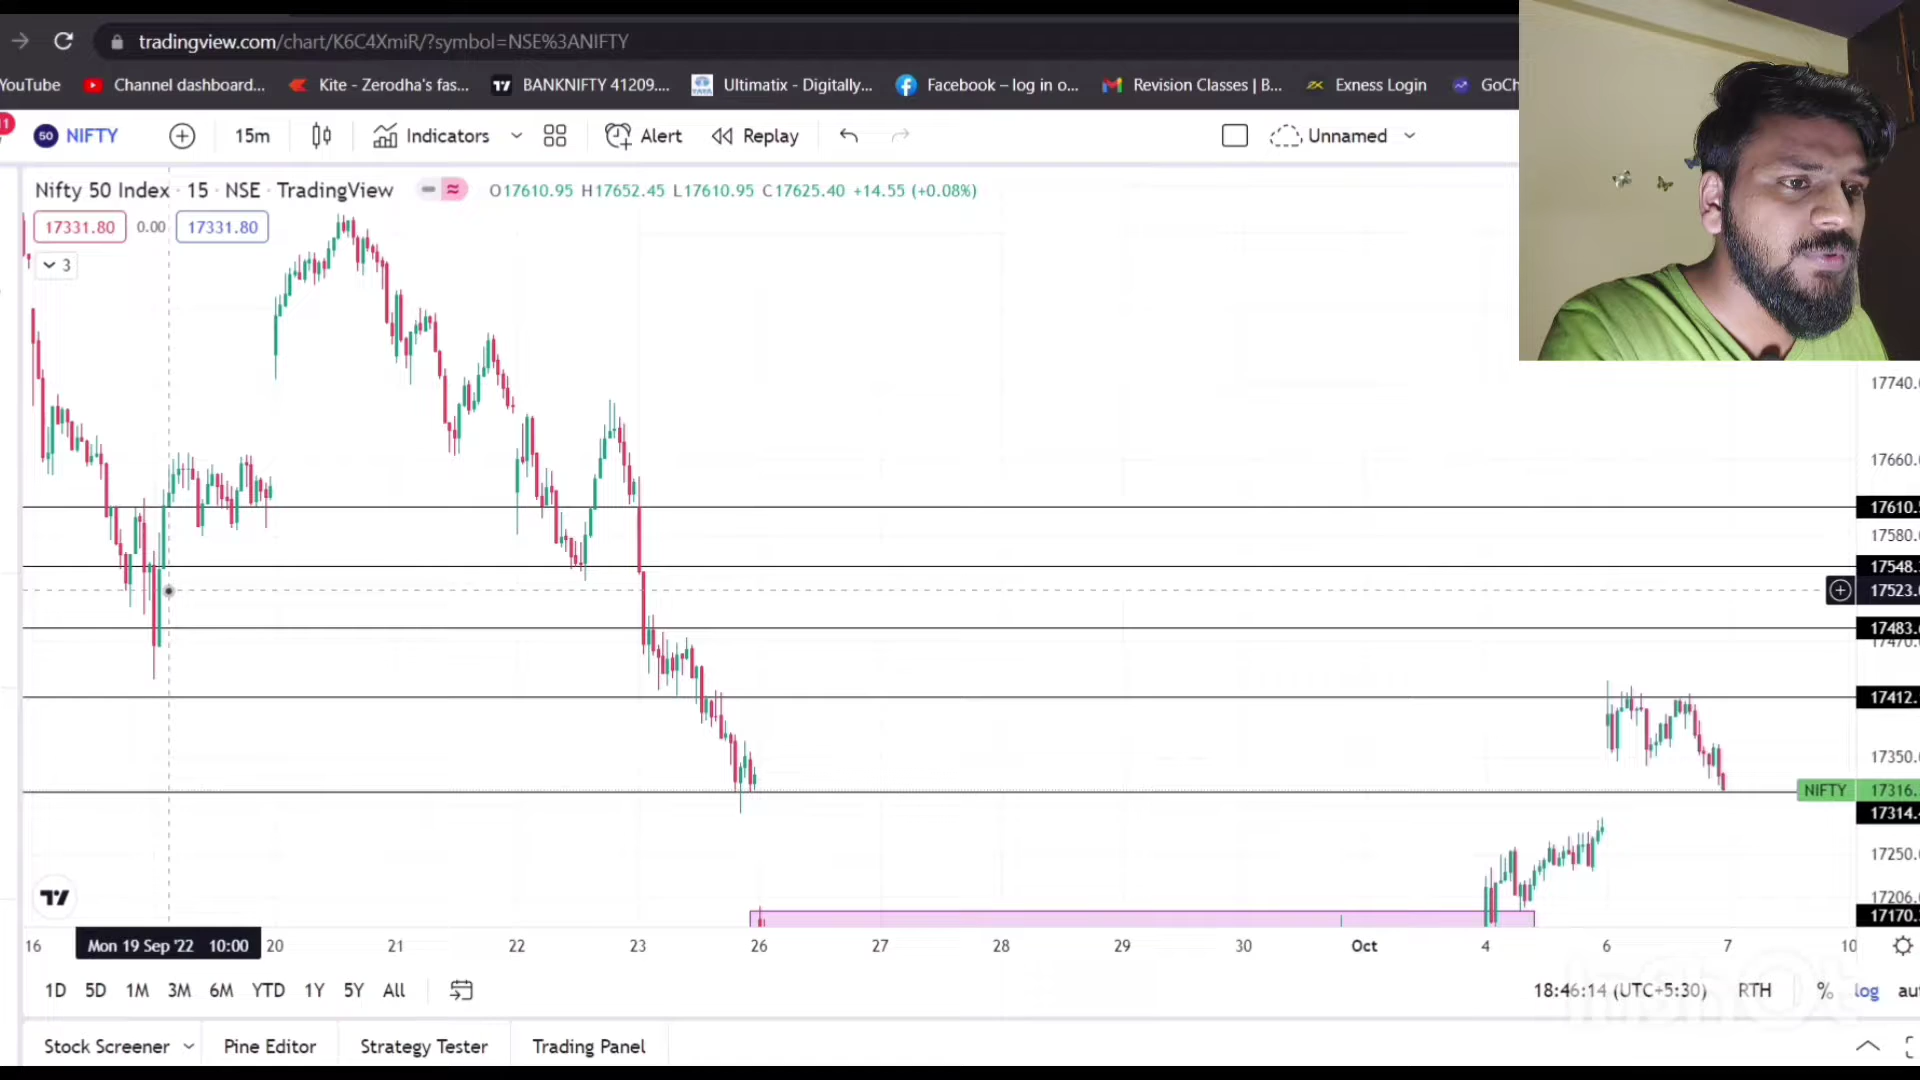 tradingview.com/chart/K6C4XmiR/?symbol=NSE%3ANIFTY
YouTube Channel dashboard... Kite - Zerodha's fas... BANKNIFTY 41209.... Ultimatix - Digitally... Facebook – log in o... Revision Classes | B... Exness Login GoCh
11 50 NIFTY 15m Indicators Alert Replay Unnamed
Nifty 50 Index · 15 · NSE · TradingView O17610.95 H17652.45 L17610.95 C17625.40 +14.55 (+0.08%)
17331.80 0.00 17331.80
3
17740.
17660.
17610.
17580.
17548.
17523.
17483.
17470.
17412.
17350.
NIFTY 17316.
17314.
17250.
17206.
17170.
16 Mon 19 Sep '22 10:00 20 21 22 23 26 27 28 29 30 Oct 4 6 7 10
1D 5D 1M 3M 6M YTD 1Y 5Y All 18:46:14 (UTC+5:30) RTH % log au
Stock Screener Pine Editor Strategy Tester Trading Panel